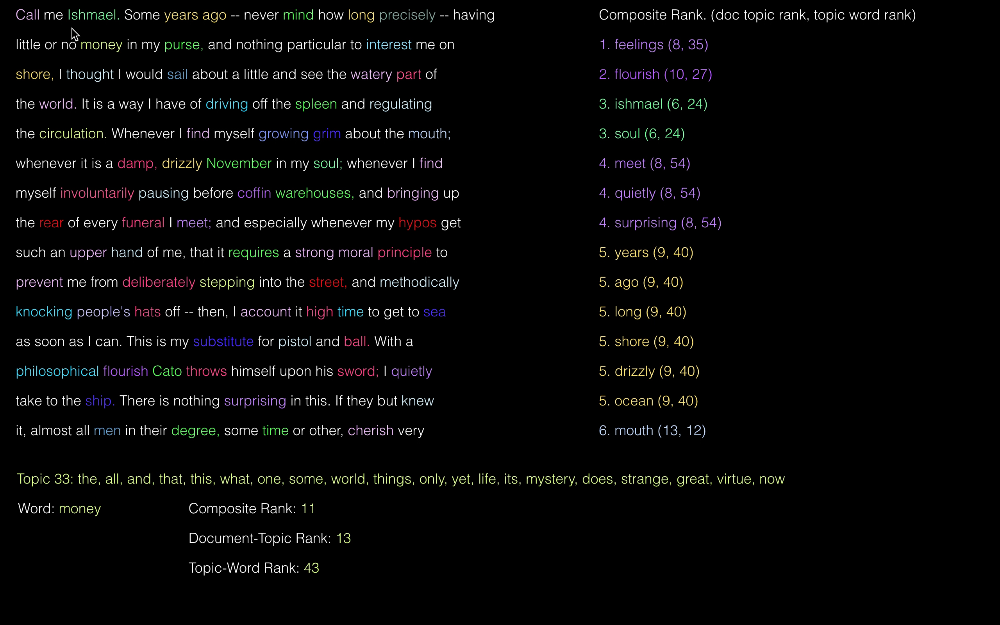 Call me Ishmael. Some years ago -- never mind how long precisely -- having
little or no money in my purse, and nothing particular to interest me on
shore, I thought I would sail about a little and see the watery part of
the world. It is a way I have of driving off the spleen and regulating
the circulation. Whenever I find myself growing grim about the mouth;
whenever it is a damp, drizzly November in my soul; whenever I find
myself involuntarily pausing before coffin warehouses, and bringing up
the rear of every funeral I meet; and especially whenever my hypos get
such an upper hand of me, that it requires a strong moral principle to
prevent me from deliberately stepping into the street, and methodically
knocking people's hats off -- then, I account it high time to get to sea
as soon as I can. This is my substitute for pistol and ball. With a
philosophical flourish Cato throws himself upon his sword; I quietly
take to the ship. There is nothing surprising in this. If they but knew
it, almost all men in their degree, some time or other, cherish very
Composite Rank. (doc topic rank, topic word rank)
1. feelings (8, 35)
2. flourish (10, 27)
3. ishmael (6, 24)
3. soul (6, 24)
4. meet (8, 54)
4. quietly (8, 54)
4. surprising (8, 54)
5. years (9, 40)
5. ago (9, 40)
5. long (9, 40)
5. shore (9, 40)
5. drizzly (9, 40)
5. ocean (9, 40)
6. mouth (13, 12)
Topic 33: the, all, and, that, this, what, one, some, world, things, only, yet, life, its, mystery, does, strange, great, virtue, now
Word: money
Composite Rank: 11
Document-Topic Rank: 13
Topic-Word Rank: 43